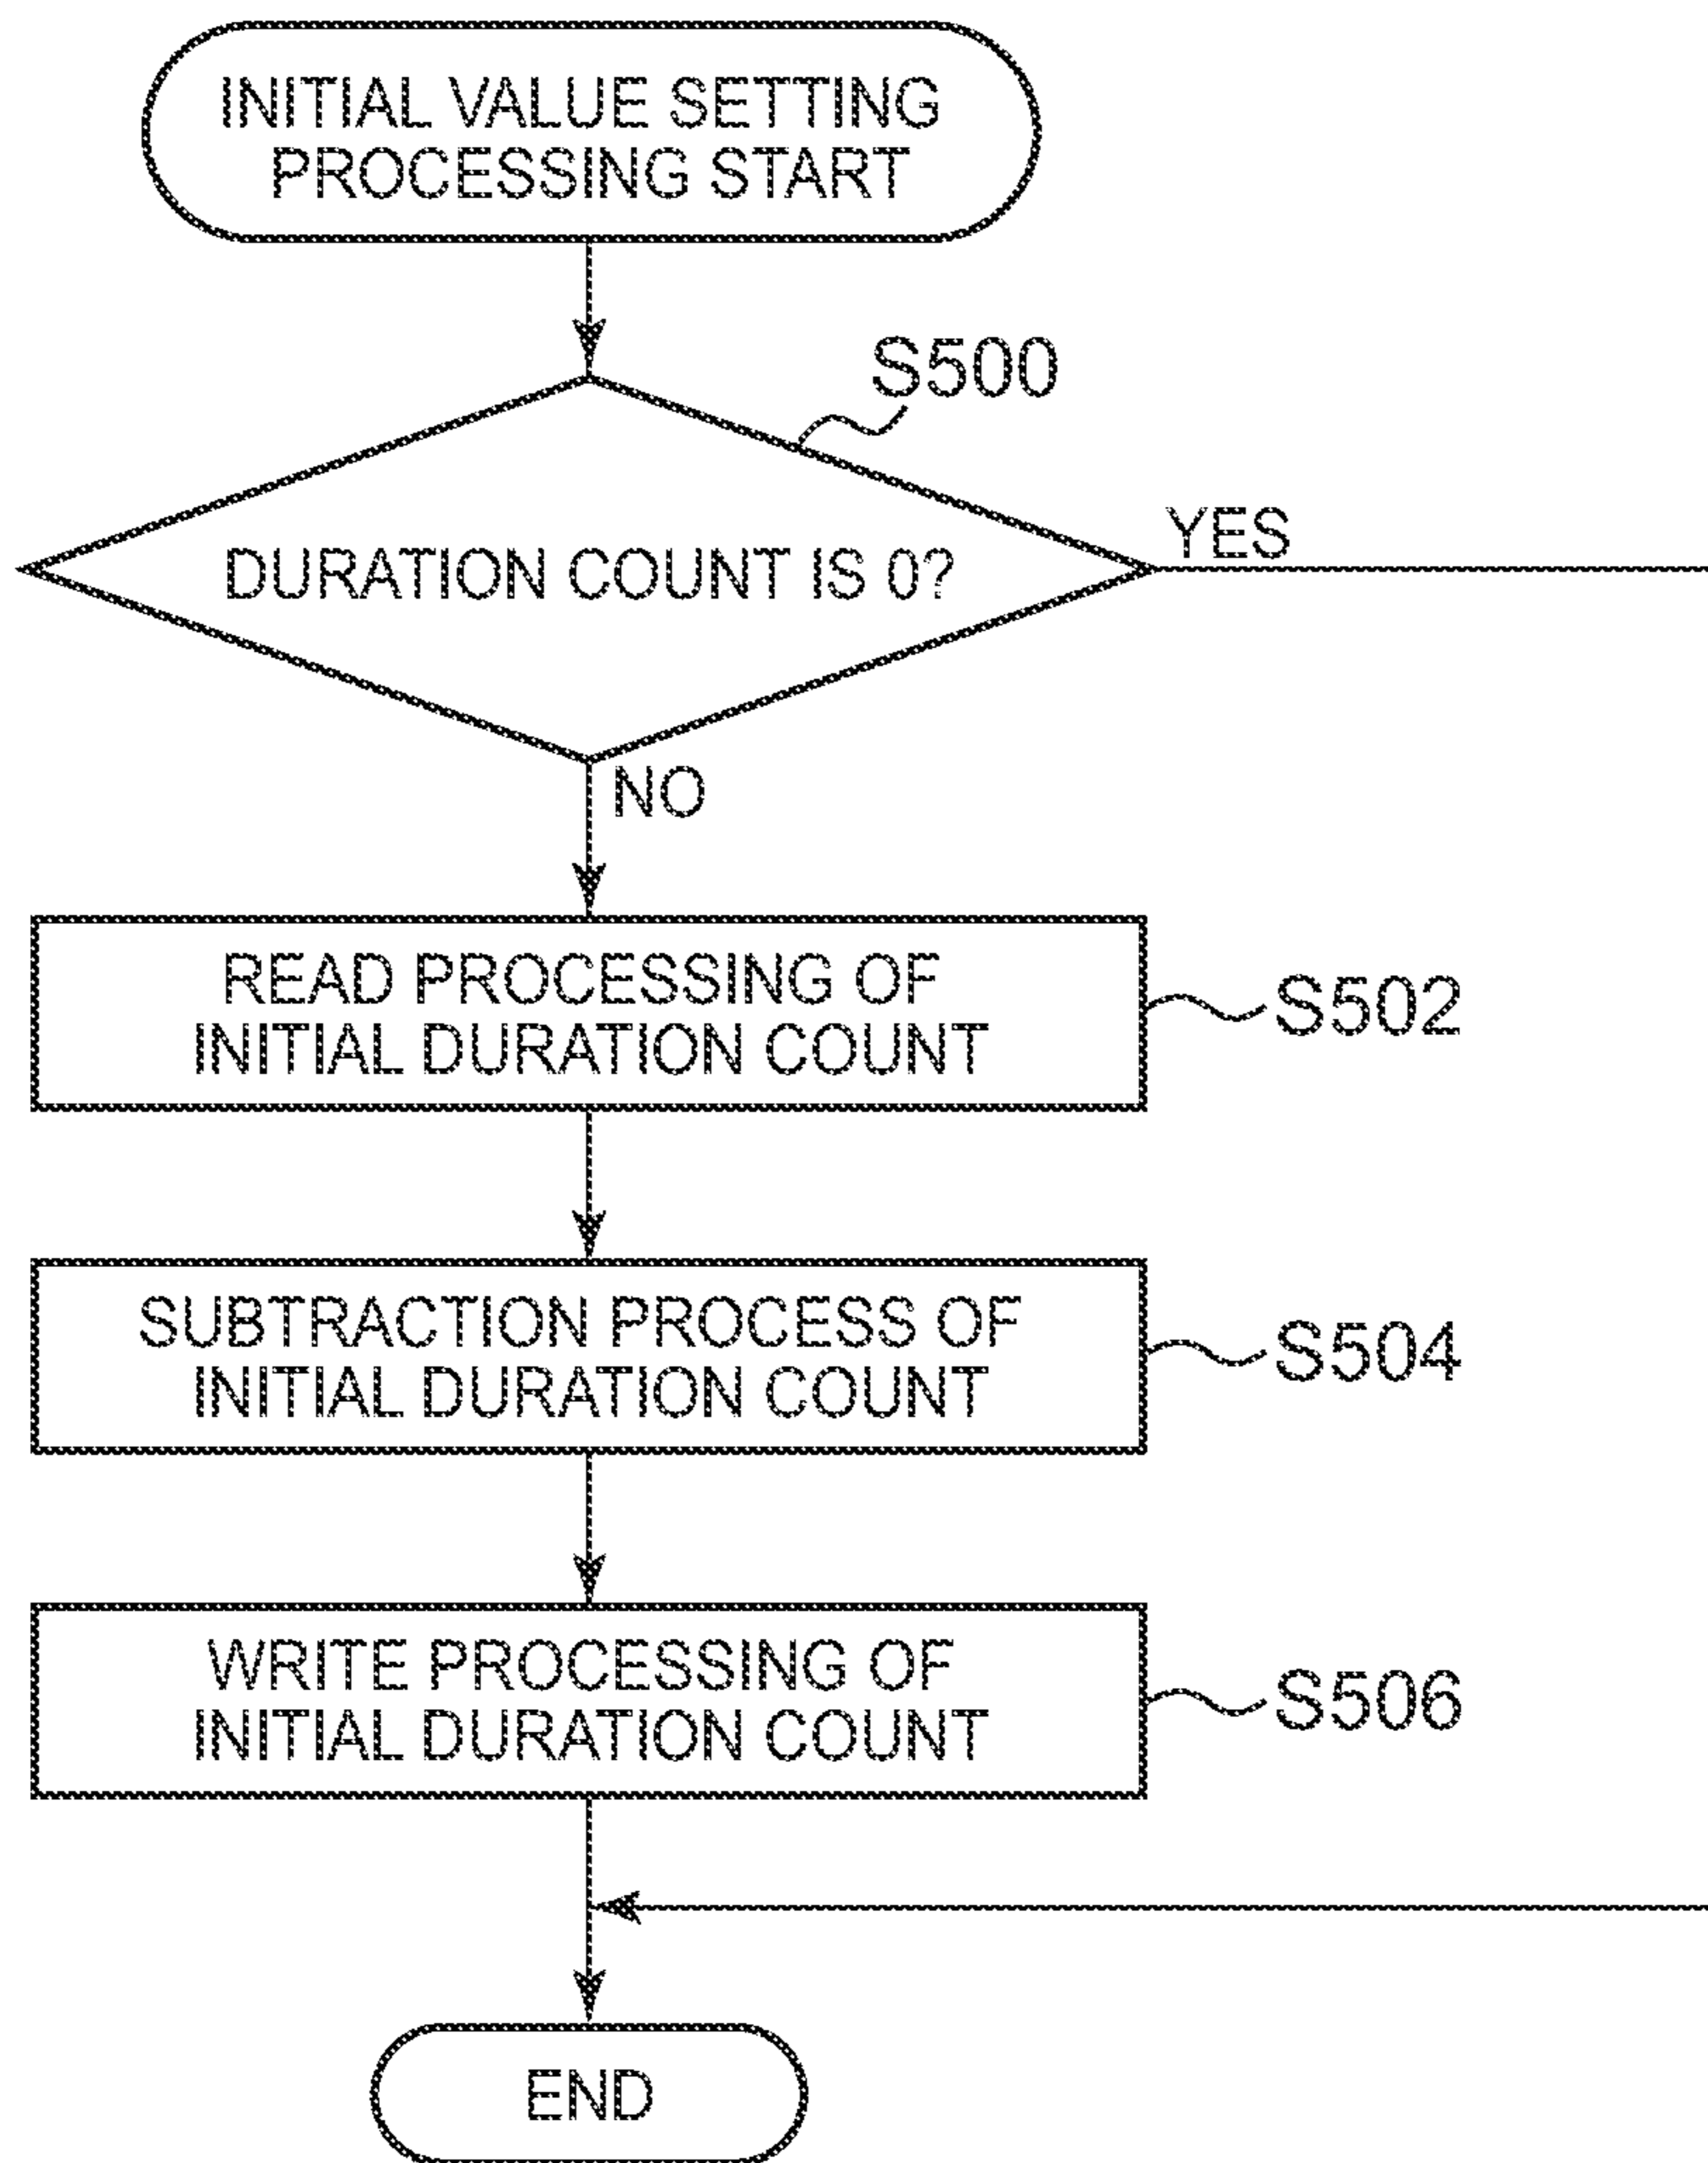 INITIAL VALUE SETTING
PROCESSING START
S500
DURATION COUNT IS 0?
YES
NO
READ PROCESSING OF
INITIAL DURATION COUNT
S502
SUBTRACTION PROCESS OF
INITIAL DURATION COUNT
S504
WRITE PROCESSING OF
INITIAL DURATION COUNT
S506
END